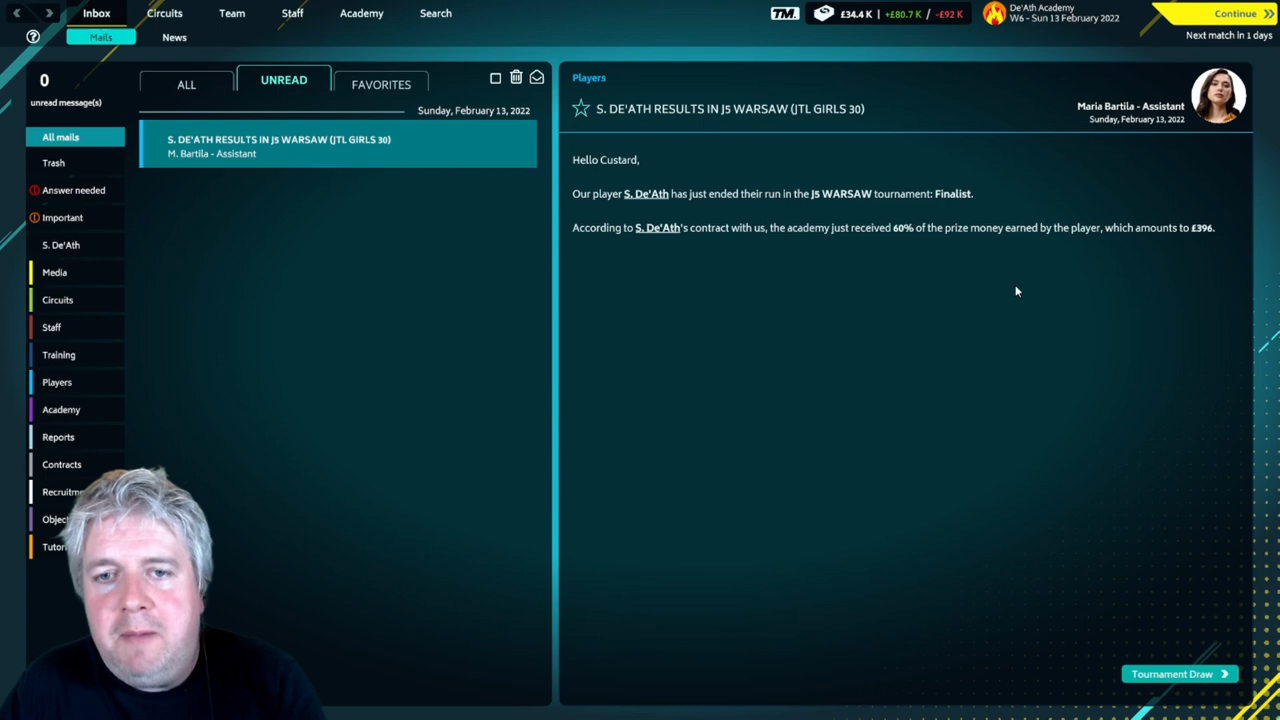 Inbox
Circuits
Team
Staff
Academy
Search
TM.
£34.4 K | +£80.7 K / -£92 K
De'Ath Academy
W6 - Sun 13 February 2022
Continue
Next match in 1 days
Mails
News
0
unread message(s)
All mails
Trash
Answer needed
Important
S. De'Ath
Media
Circuits
Staff
Training
Players
Academy
Reports
Contracts
Recruitme
Object
Tutori
ALL
UNREAD
FAVORITES
Sunday, February 13, 2022
S. DE'ATH RESULTS IN J5 WARSAW (JTL GIRLS 30)
M. Bartila - Assistant
Players
S. DE'ATH RESULTS IN J5 WARSAW (JTL GIRLS 30)
Maria Bartila - Assistant
Sunday, February 13, 2022
Hello Custard,
Our player S. De'Ath has just ended their run in the J5 WARSAW tournament: Finalist.
According to S. De'Ath's contract with us, the academy just received 60% of the prize money earned by the player, which amounts to £396.
Tournament Draw